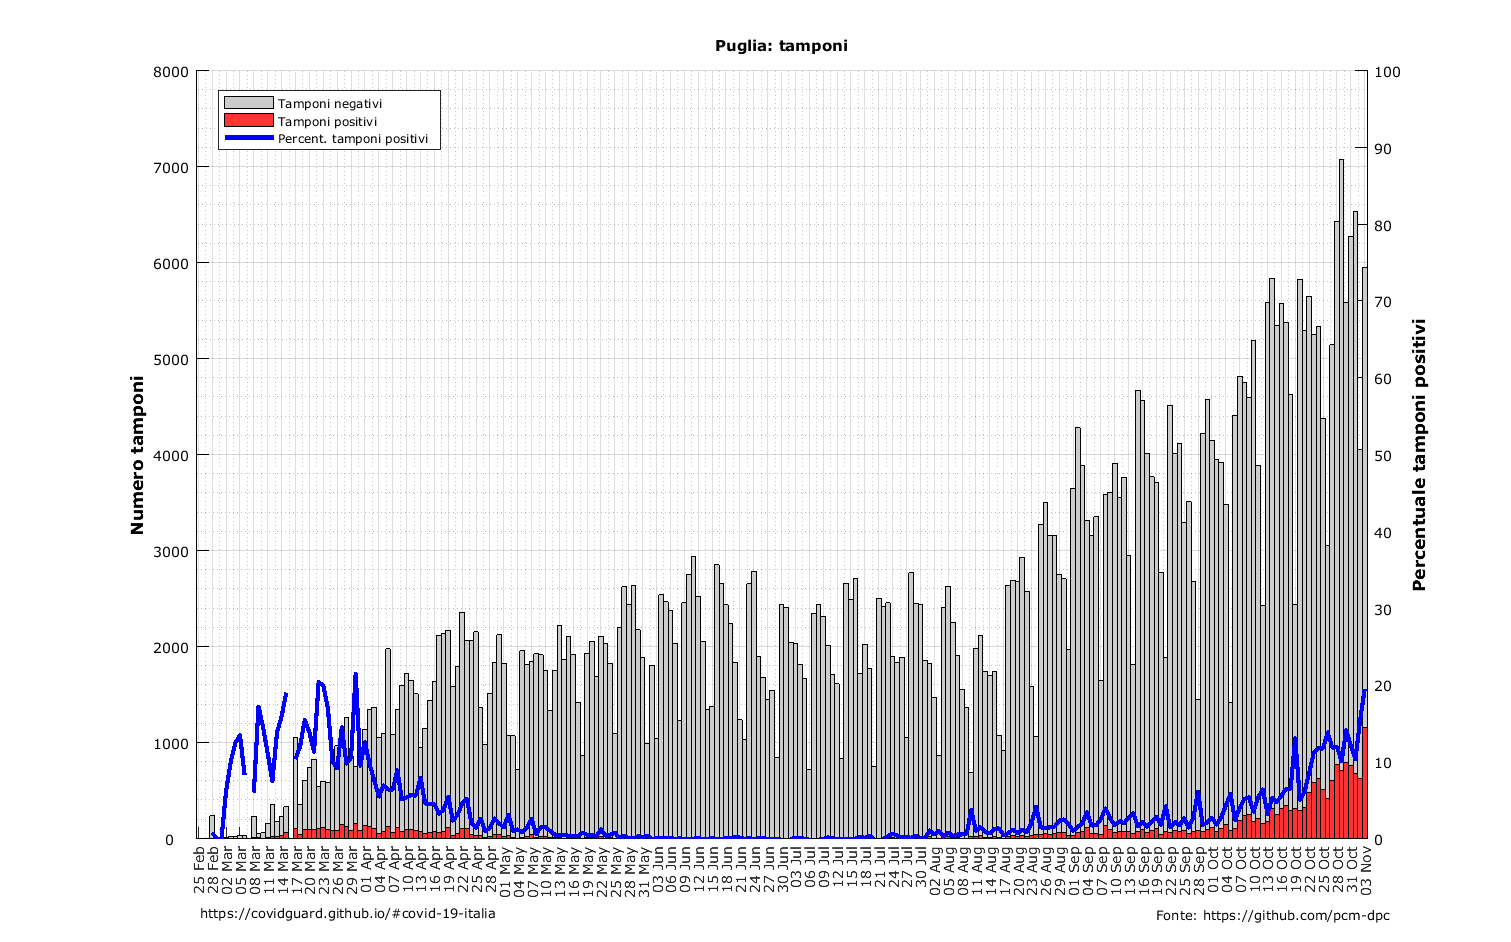 Puglia: tamponi
8000
7000
6000
5000
4000
3000
2000
1000
0
Numero tamponi
Tamponi negativi
Tamponi positivi
Percent. tamponi positivi
100
90
80
70
60
50
40
30
20
10
0
Percentuale tamponi positivi
25 Feb
28 Feb
02 Mar
05 Mar
08 Mar
11 Mar
14 Mar
17 Mar
20 Mar
23 Mar
26 Mar
29 Mar
01 Apr
04 Apr
07 Apr
10 Apr
13 Apr
16 Apr
19 Apr
22 Apr
25 Apr
28 Apr
01 May
04 May
07 May
10 May
13 May
16 May
19 May
22 May
25 May
28 May
31 May
03 Jun
06 Jun
09 Jun
12 Jun
15 Jun
18 Jun
21 Jun
24 Jun
27 Jun
30 Jun
03 Jul
06 Jul
09 Jul
12 Jul
15 Jul
18 Jul
21 Jul
24 Jul
27 Jul
30 Jul
02 Aug
05 Aug
08 Aug
11 Aug
14 Aug
17 Aug
20 Aug
23 Aug
26 Aug
29 Aug
01 Sep
04 Sep
07 Sep
10 Sep
13 Sep
16 Sep
19 Sep
22 Sep
25 Sep
28 Sep
01 Oct
04 Oct
07 Oct
10 Oct
13 Oct
16 Oct
19 Oct
22 Oct
25 Oct
28 Oct
31 Oct
03 Nov
https://covidguard.github.io/#covid-19-italia
Fonte: https://github.com/pcm-dpc